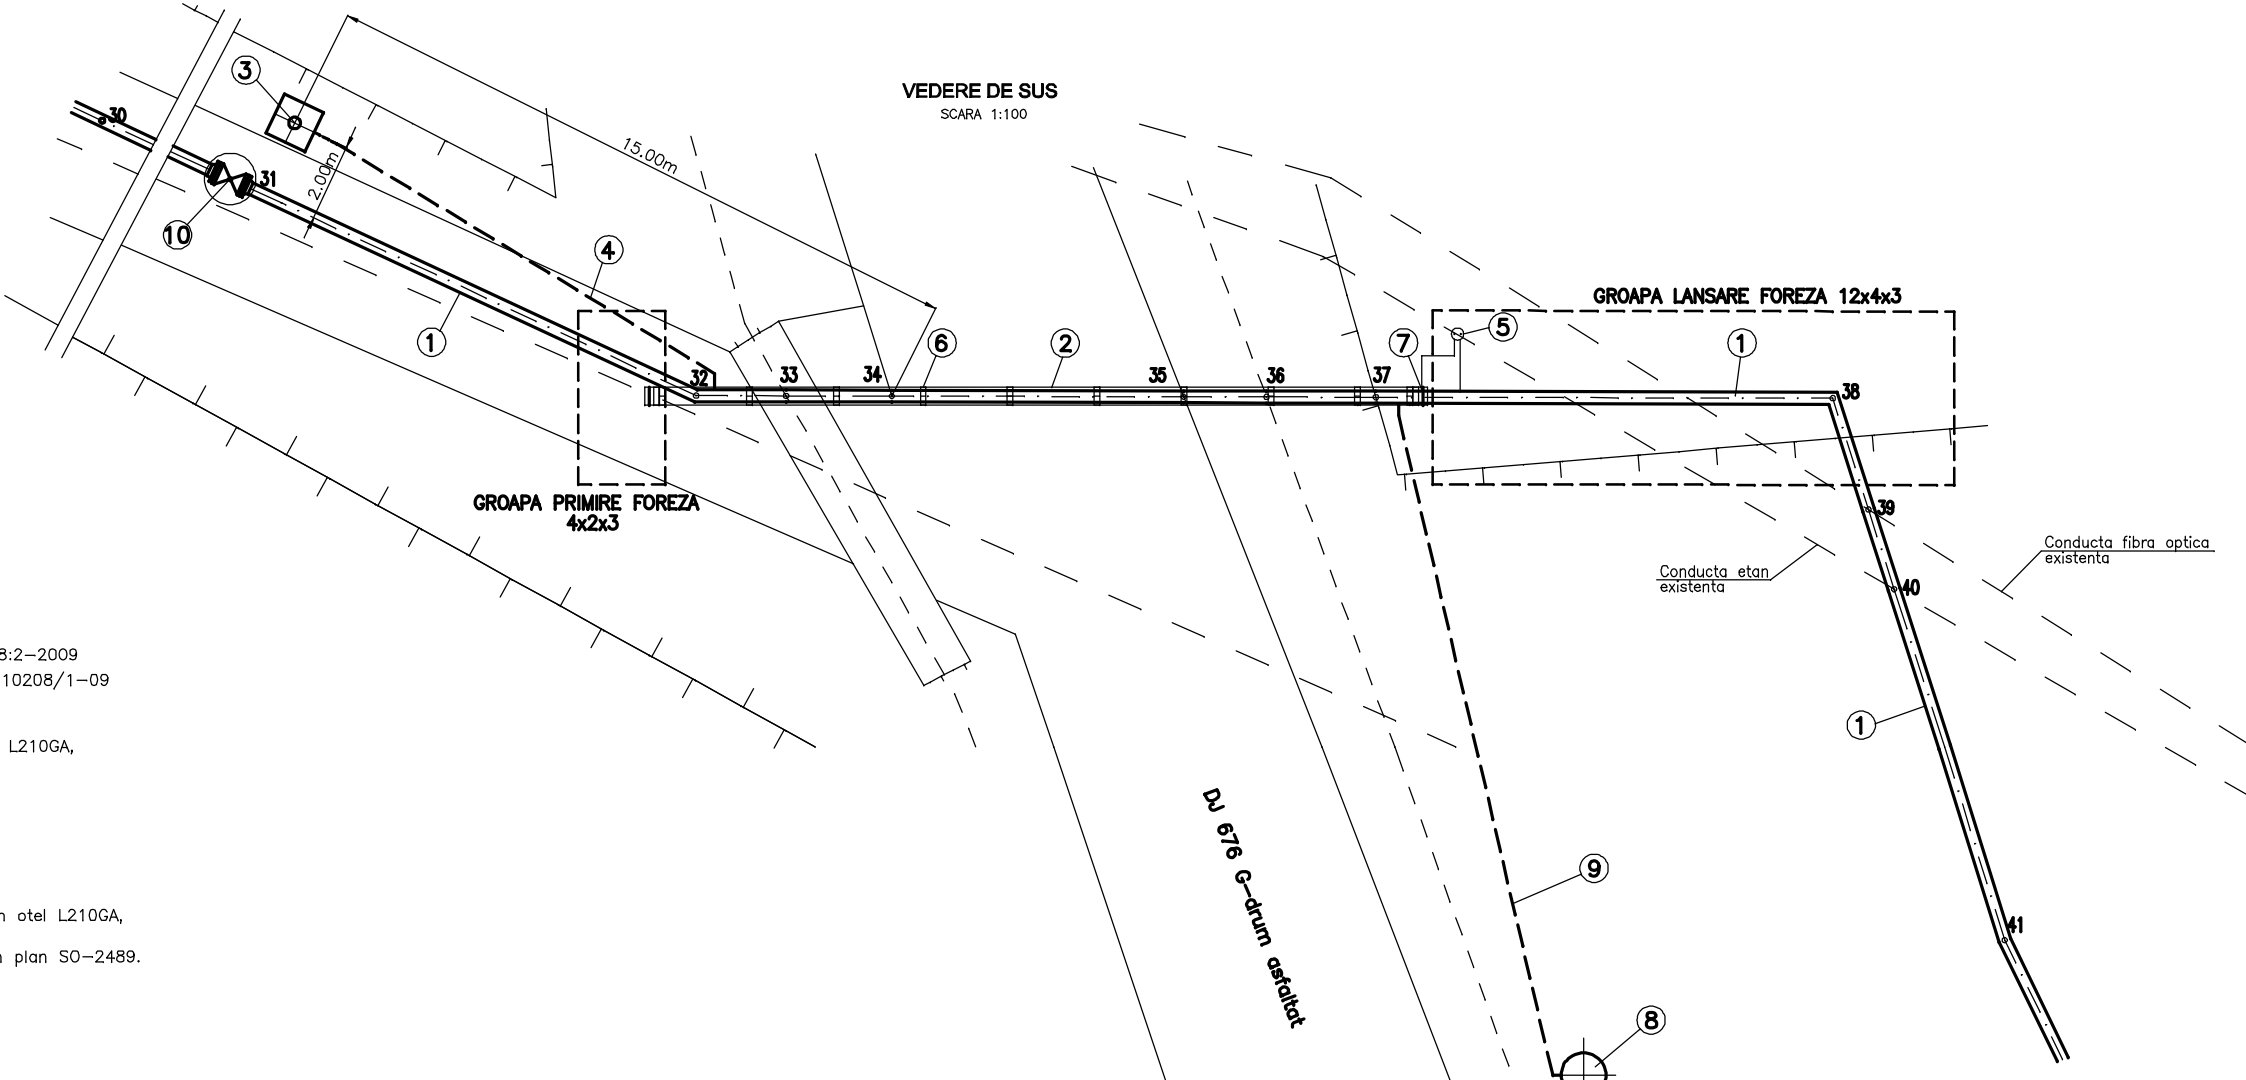 VEDERE DE SUS
SCARA 1:100
3
30
31
10
2.00m
15.00m
4
1
GROAPA LANSARE FOREZA 12x4x3
5
7
6
2
1
32
33
34
35
36
37
38
GROAPA PRIMIRE FOREZA
4x2x3
39
Conducta fibra optica
existenta
Conducta etan
existenta
40
8:2-2009
10208/1-09
1
L210GA,
DJ 676 G-drum asfaltat
9
otel L210GA,
41
plan SO-2489.
8